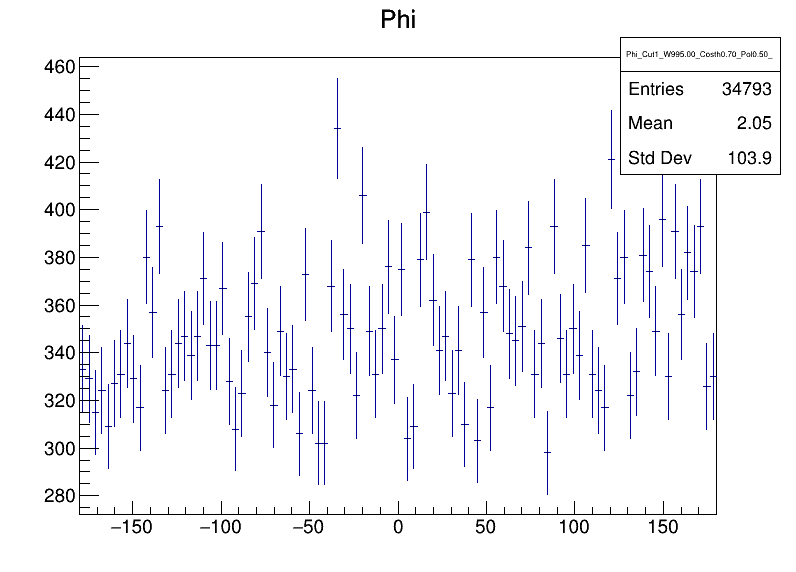 Phi
Phi_Cut1_W995.00_Costh0.70_Pol0.50_
Entries 34793
Mean 2.05
Std Dev 103.9
460
440
420
400
380
360
340
320
300
280
−150 −100 −50 0 50 100 150